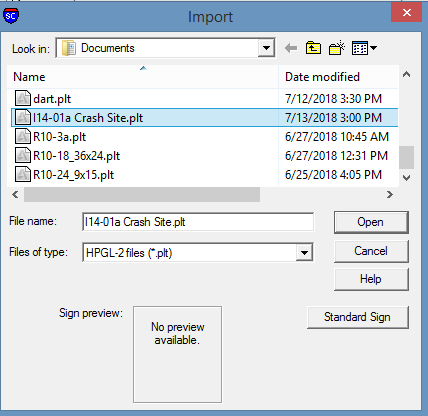 Import
SC
Look in: Documents
Name Date modified
dart.plt 7/12/2018 3:30 PM
I14-01a Crash Site.plt 7/13/2018 3:00 PM
R10-3a.plt 6/27/2018 10:45 AM
R10-18_36x24.plt 6/27/2018 12:31 PM
R10-24_9x15.plt 6/25/2018 4:05 PM
File name: I14-01a Crash Site.plt Open
Files of type: HPGL-2 files (*.plt) Cancel
Help
Sign preview: Standard Sign
No preview
available.